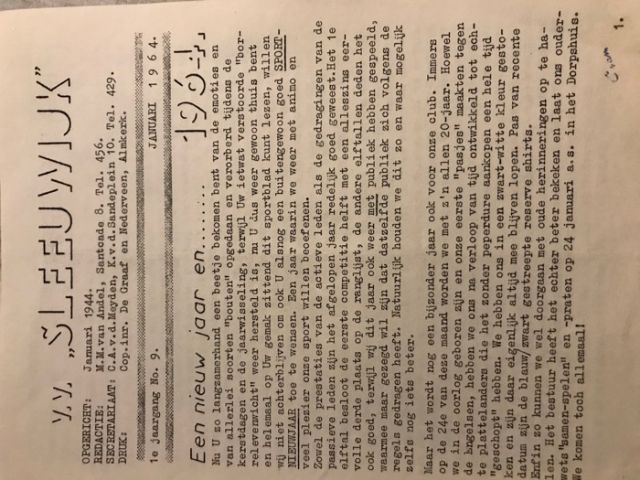 v.v. „SLEEUWIJK”
OPGERICHT: Januari 1944.
REDACTIE: M.M. van Andel, Santeade 8. Tel. 456.
SECRETARIAAT: C.A.v.d.Heyden, A.v.d.Sandeplein 10. Tel. 429.
DRUK: Cop.inr. De Graaf en Nederveen, Almkerk.
1e jaargang No. 9. JANUARI 1964.
Een nieuw jaar en........ 1964
Nu U zo langzamerhand een beetje bekomen bent van de emoties en
van allerlei soorten "bouten" opgedaan en verorberd tijdens de
kerstdagen en de jaarwisseling, terwijl Uw ietwat verstoorde "bor-
relevenwicht" weer hersteld is, nu U dus weer gewoon thuis bent
en helemaal op Uw gemak zittend dit sportblad kunt lezen, willen
wij niet achterblijven om ook U alsnog een buitengewoon goed SPORT-
NIEUWJAAR toe te wensen. Een jaar waarin we weer met animo en
veel plezier onze sport willen beoefenen.
Zowel de prestaties van de actieve leden als de gedragingen van de
passieve leden zijn het afgelopen jaar redelijk goed geweest.Het 1e
elftal besloot de eerste competitie helft met een alleszins eer-
volle derde plaats op de ranglijst, de andere elftallen deden het
ook goed, terwijl wij dit jaar ook weer met publiek hebben gespeeld,
waarmee maar gezegd wil zijn dat datzelfde publiek zich volgens de
regels gedragen heeft. Natuurlijk houden we dit zo en waar mogelijk
zelfs nog iets beter.
Maar het wordt nog een bijzonder jaar ook voor onze club. Immers
op de 24e van deze maand worden we met z'n allen 20-jaar. Hoewel
we in de oorlog geboren zijn en onze eerste "pasjes" maakten tegen
de Engelsen, hebben we ons na verloop van tijd ontwikkeld tot ech-
te plattelanders die het zonder peperdure aankopen een hele tijd
"geschopt" hebben. We hebben ons in een zwart-witte kleur gesto-
ken en zijn daar eigenlijk altijd mee blijven lopen. Pas van recente
datum zijn de blauw/zwart gestreepte reserve shirts.
Enfin zo kunnen we wel doorgaan met oude herinneringen op te ha-
len. Het bestuur heeft het echter beter bekeken en laat ons ouder-
wets "samen-spelen" en -praten op 24 januari a.s. in het Dorpshuis.
We komen toch allemaal!
1.